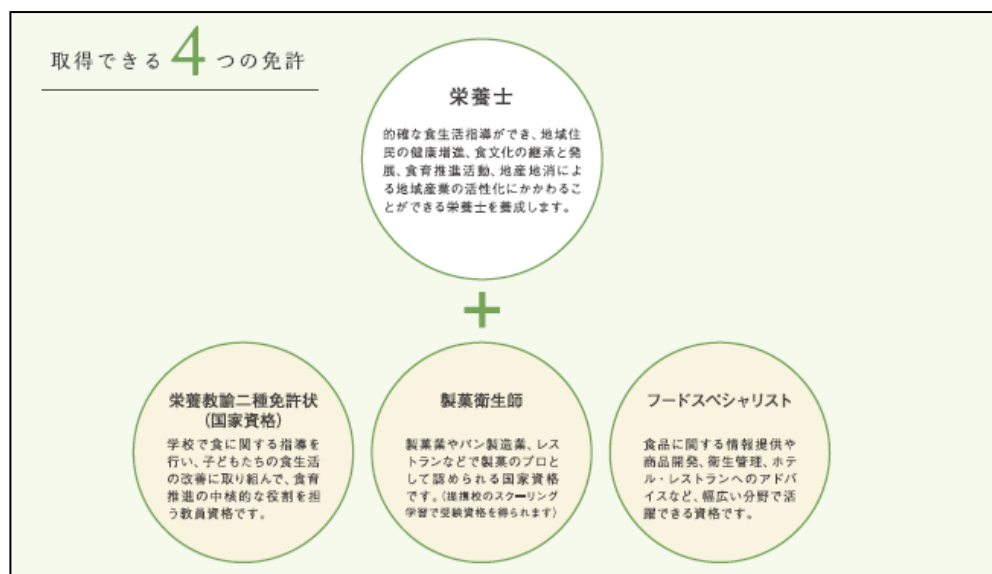 取得できる4つの免許
栄養士
的確な食生活指導ができ、地域住
民の健康増進、食文化の継承と発
展、食育推進活動、地産地消によ
る地域産業の活性化にかかわるこ
とができる栄養士を養成します。
+
栄養教諭二種免許状
(国家資格)
学校で食に関する指導を
行い、子どもたちの食生活
の改善に取り組んで、食育
推進の中核的な役割を担
う教員資格です。
製菓衛生師
製菓業やパン製造業、レス
トランなどで製菓のプロと
して認められる国家資格
です。(提携校のスクーリング
学習で受験資格を得られます)
フードスペシャリスト
食品に関する情報提供や
商品開発、衛生管理、ホテ
ル・レストランへのアドバ
イスなど、幅広い分野で活
躍できる資格です。